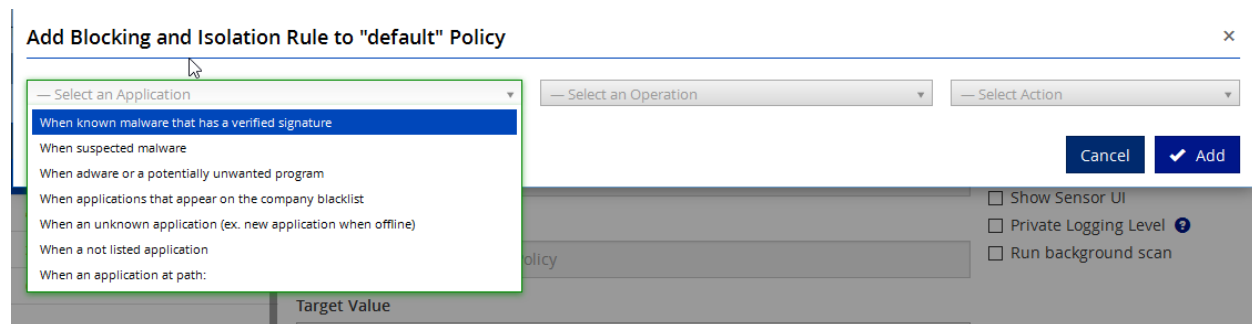 Add Blocking and Isolation Rule to "default" Policy ×
— Select an Application — Select an Operation — Select Action
When known malware that has a verified signature
When suspected malware
When adware or a potentially unwanted program
When applications that appear on the company blacklist
When an unknown application (ex. new application when offline)
When a not listed application
When an application at path:
Cancel ✔ Add
Show Sensor UI
Private Logging Level ?
olicy Run background scan
Target Value